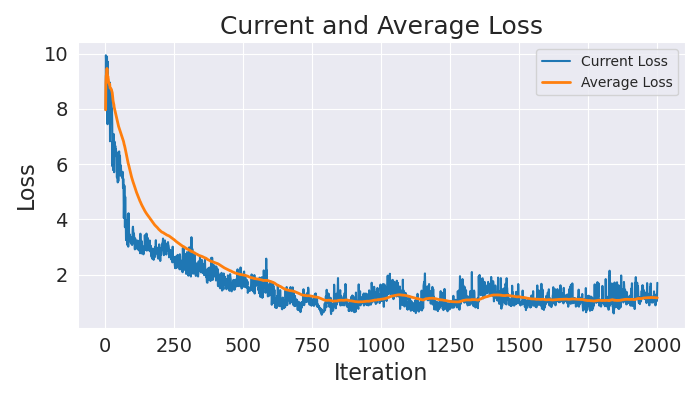 Current and Average Loss
10
8
6
4
2
Loss
Current Loss
Average Loss
0 250 500 750 1000 1250 1500 1750 2000
Iteration